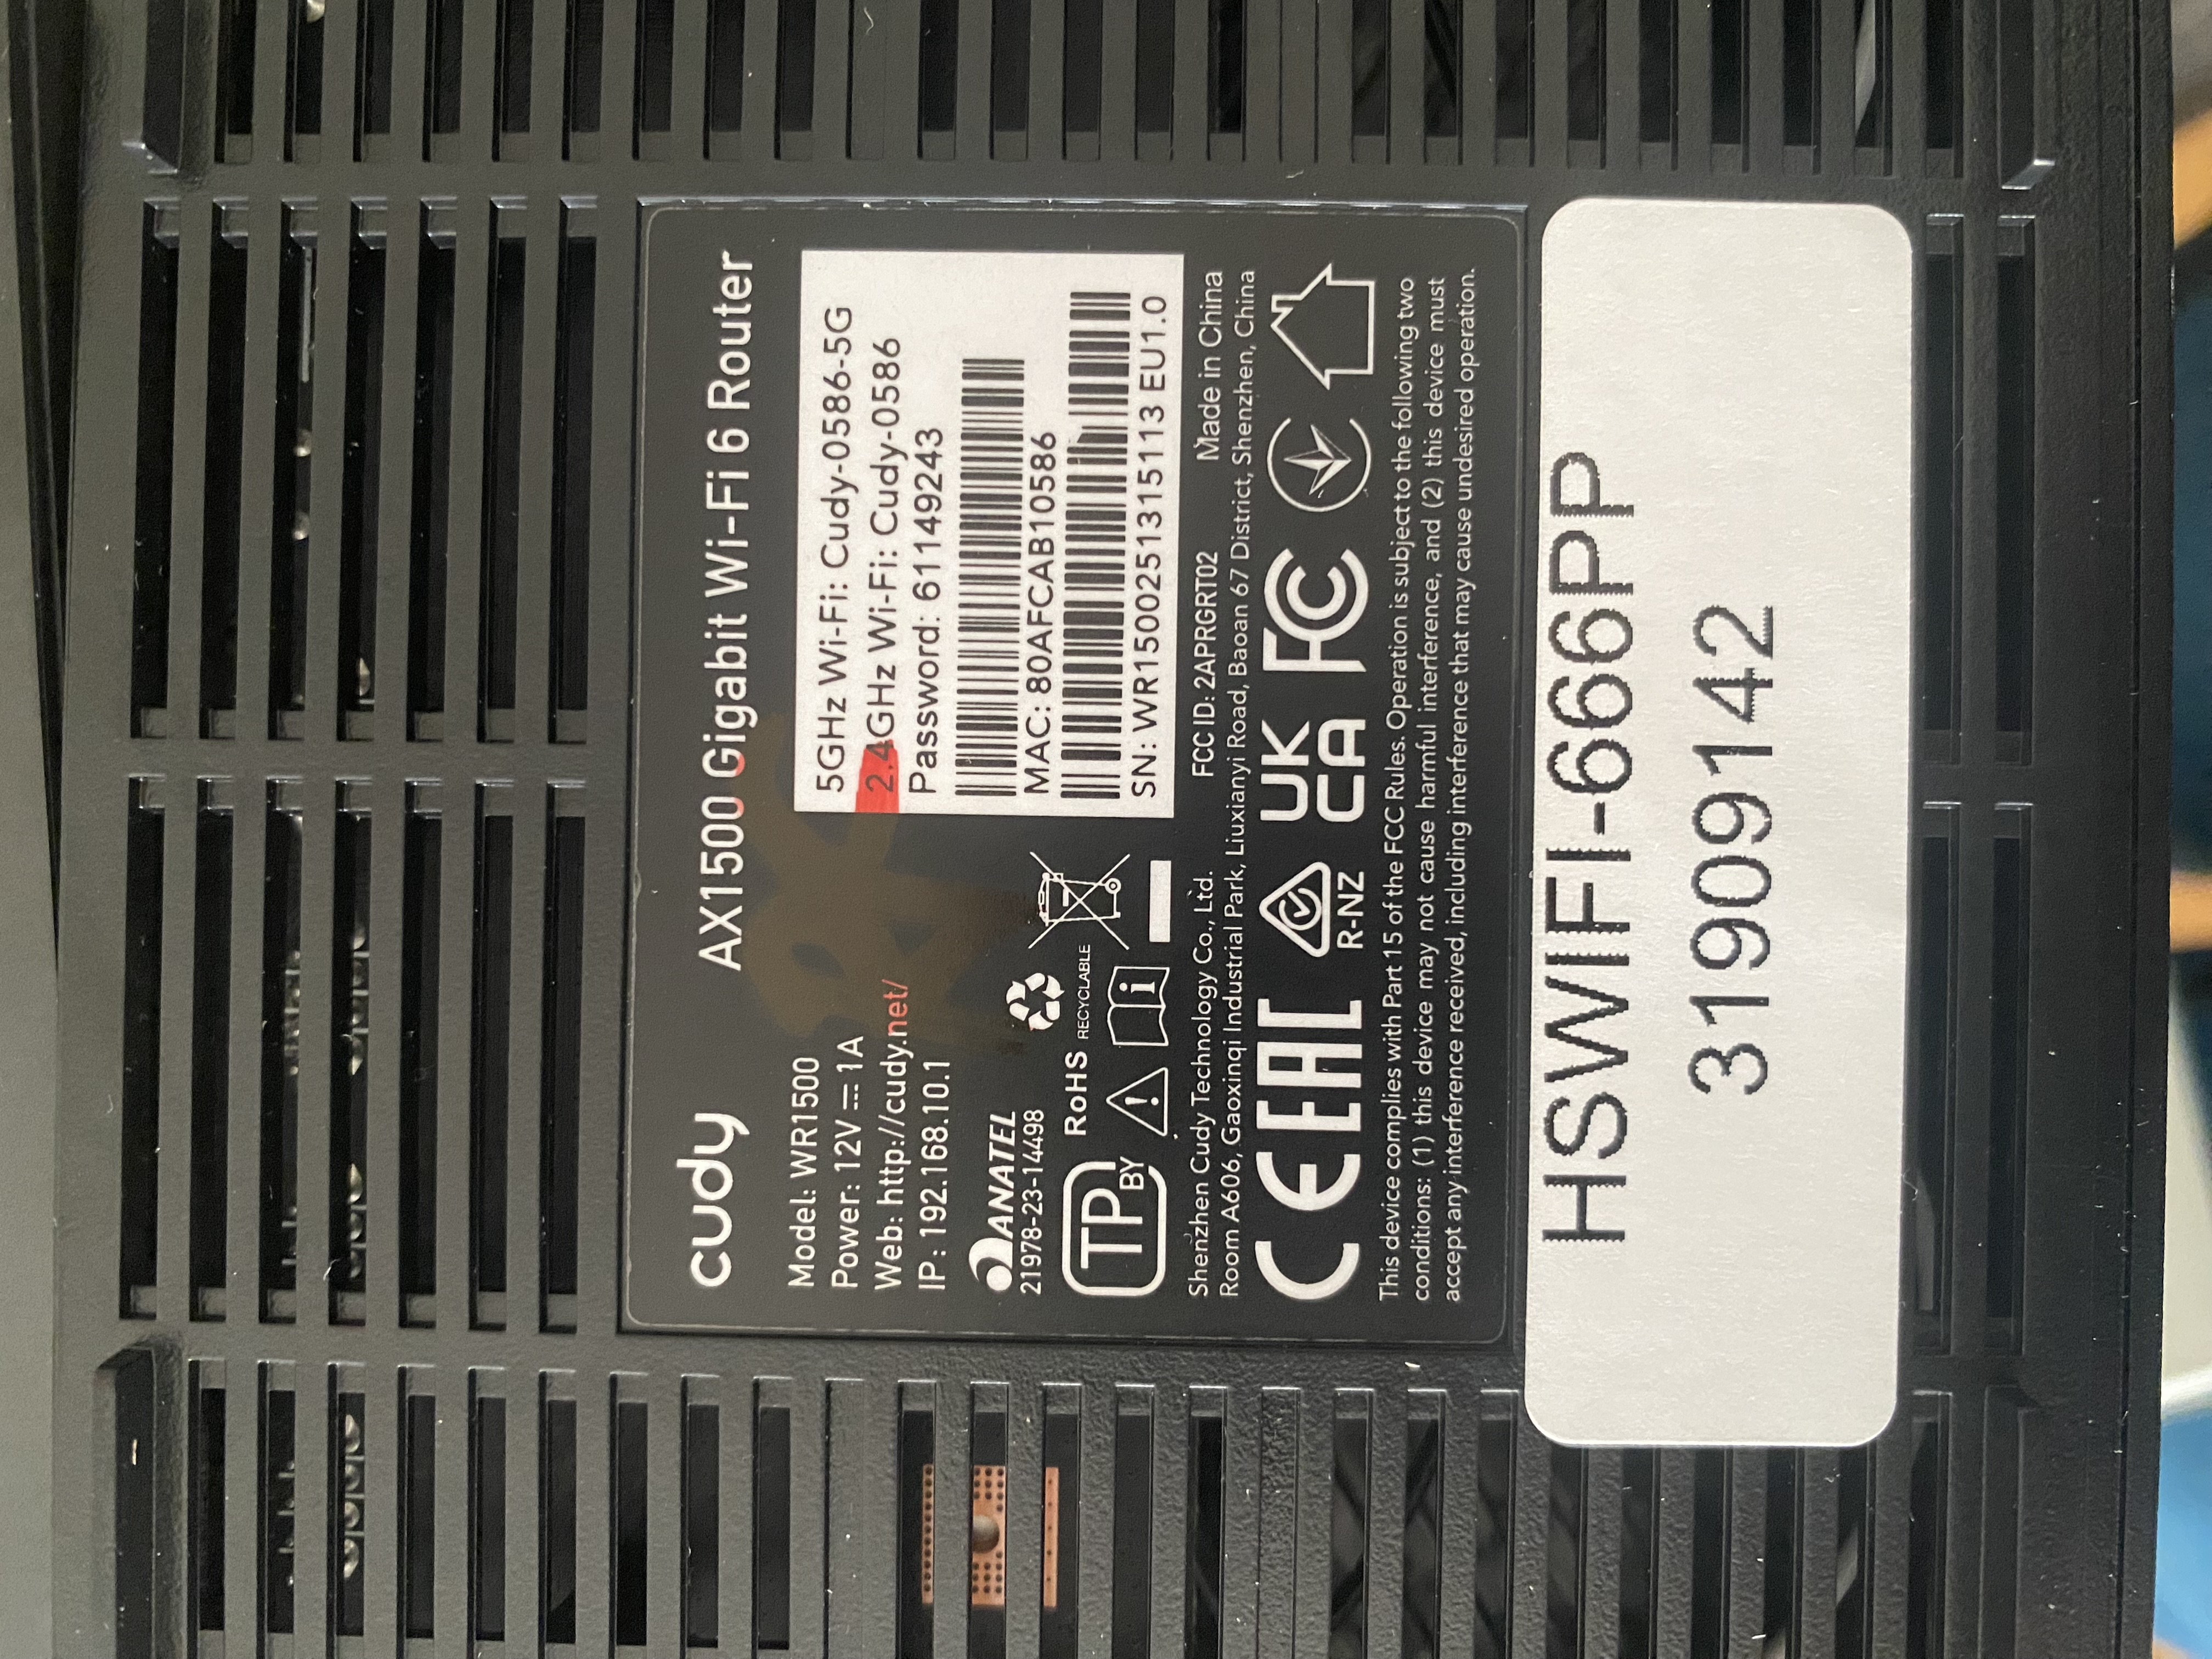 cudy
AX1500 Gigabit Wi-Fi 6 Router
Model: WR1500
Power: 12V 1A
Web: http://cudy.net/
IP: 192.168.10.1
5GHz Wi-Fi: Cudy-0586-5G
2.4GHz Wi-Fi: Cudy-0586
Password: 61149243
MAC: 80AFCAB10586
SN: WR1500251315113 EU1.0
ANATEL
21978-23-14498
RoHS
RECYCLABLE
TP
BY
i
Shenzhen Cudy Technology Co., Ltd.
FCC ID: 2APRGRT02
Made in China
Room A606, Gaoxinqi Industrial Park, Liuxianyi Road, Baoan 67 District, Shenzhen, China
CE
EAC
R-NZ
UK
CA
FC
This device complies with Part 15 of the FCC Rules. Operation is subject to the following two
conditions: (1) this device may not cause harmful interference, and (2) this device must
accept any interference received, including interference that may cause undesired operation.
HSWIFI-666PP
31909142